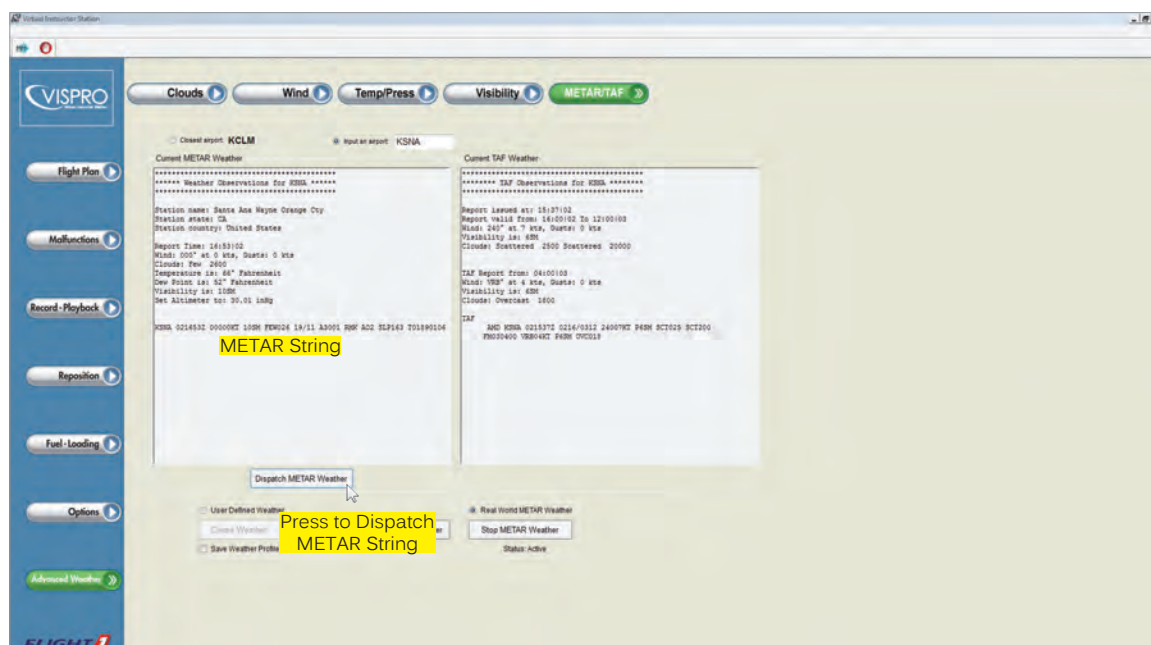 Virtual Instructor Station
VISPRO
Clouds
Wind
Temp/Press
Visibility
METAR/TAF
Closest airport: KCLM
Input an airport: KSNA
Flight Plan
Malfunctions
Record - Playback
Reposition
Fuel - Loading
Options
Advanced Weather
FLIGHT1
Current METAR Weather
******************************************
****** Weather Observations for KSNA ******
******************************************
Station name: Santa Ana Wayne Orange Cty
Station state: CA
Station country: United States
Report Time: 16:53:02
Wind: 000° at 0 kts, Gusts: 0 kts
Clouds: Few 2600
Temperature is: 66° Fahrenheit
Dew Point is: 52° Fahrenheit
Visibility is: 10SM
Set Altimeter to: 30.01 inHg
KSNA 021653Z 00000KT 10SM FEW026 19/11 A3001 RMK AO2 SLP163 T01890106
METAR String
Current TAF Weather
******************************************
******** TAF Observations for KSNA ********
******************************************
Report issued at: 15:37:02
Report valid from: 16:00:02 To 12:00:03
Wind: 240° at 7 kts, Gusts: 0 kts
Visibility is: 6SM
Clouds: Scattered 2500 Scattered 20000
TAF Report from: 04:00:03
Wind: VRB° at 4 kts, Gusts: 0 kts
Visibility is: 6SM
Clouds: Overcast 1800
TAF
AMD KSNA 021537Z 0216/0312 24007KT P6SM SCT025 SCT200
FM030400 VRB04KT P6SM OVC018
Dispatch METAR Weather
User Defined Weather
Real World METAR Weather
Press to Dispatch
METAR String
Stop METAR Weather
Save Weather Profile
Status: Active